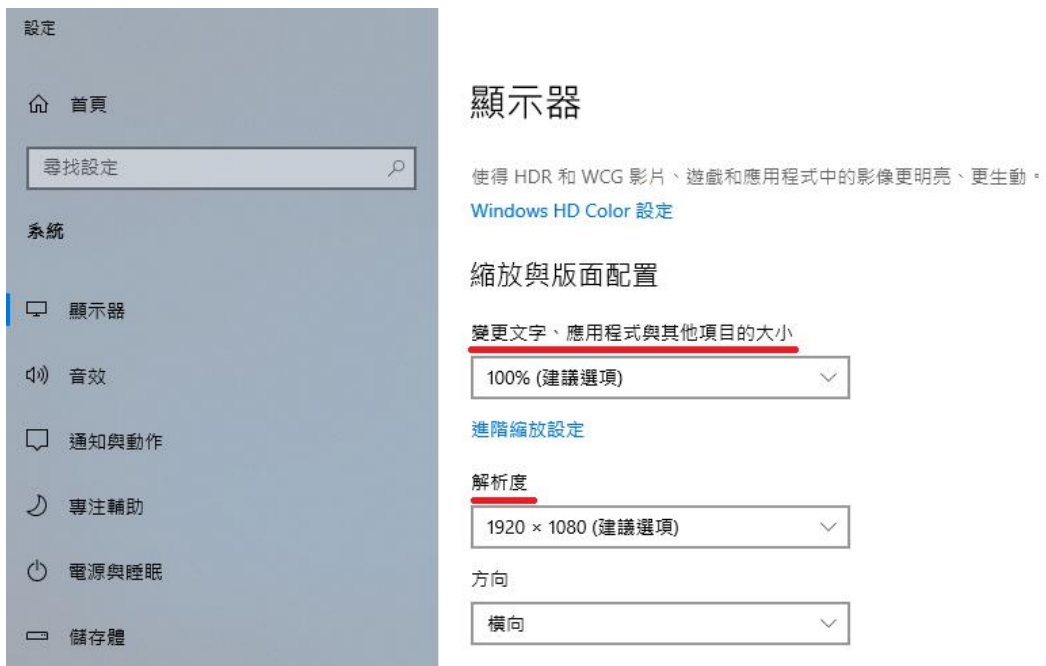 設定
首頁
尋找設定
系統
顯示器
音效
通知與動作
專注輔助
電源與睡眠
儲存體
顯示器
使得 HDR 和 WCG 影片、遊戲和應用程式中的影像更明亮、更生動。
Windows HD Color 設定
縮放與版面配置
變更文字、應用程式與其他項目的大小
100% (建議選項)
進階縮放設定
解析度
1920 × 1080 (建議選項)
方向
橫向